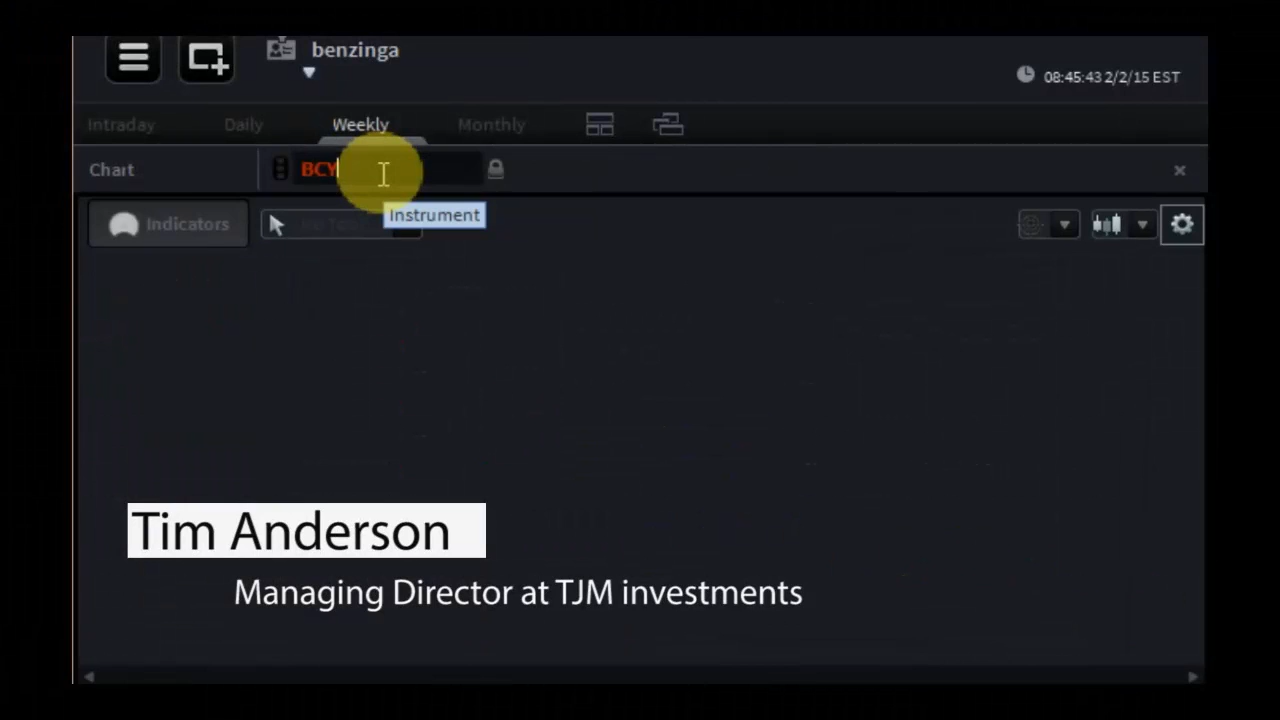 benzinga
08:45:43 2/2/15 EST
Intraday Daily Weekly Monthly
Chart BCY
Instrument
Indicators
Tim Anderson
Managing Director at TJM investments